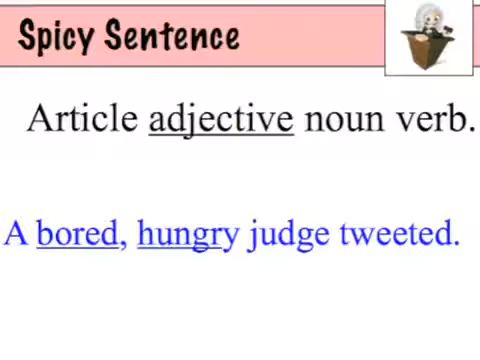 Spicy Sentence
Article adjective noun verb.
A bored, hungry judge tweeted.